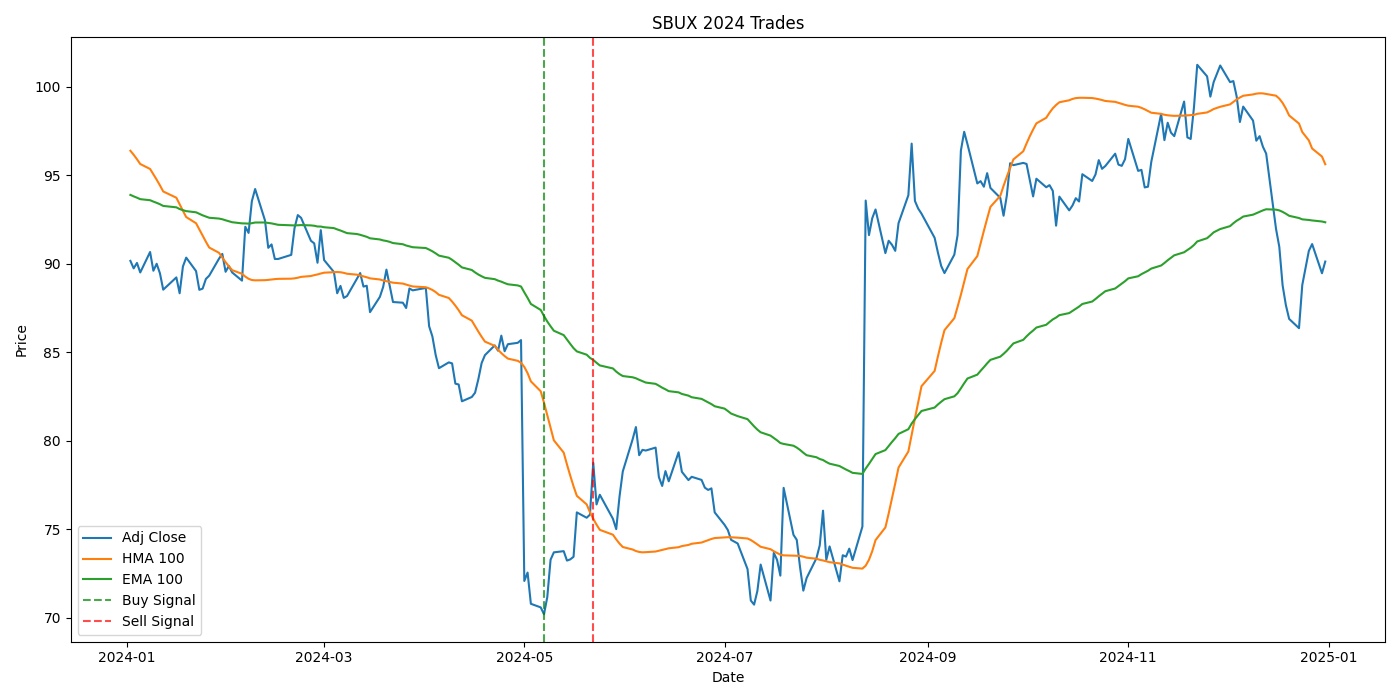 SBUX 2024 Trades
Price
100
95
90
85
80
75
70
Adj Close
HMA 100
EMA 100
Buy Signal
Sell Signal
2024-01
2024-03
2024-05
2024-07
2024-09
2024-11
2025-01
Date